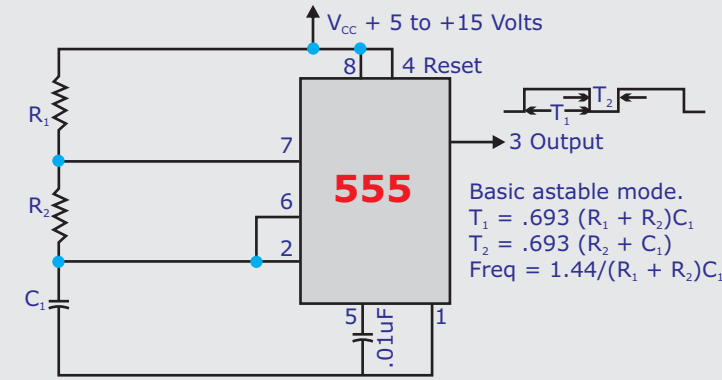 V_CC + 5 to +15 Volts
8
4 Reset
R₁
T₂
T₁
7
3 Output
555
R₂
6
2
Basic astable mode.
T₁ = .693 (R₁ + R₂)C₁
T₂ = .693 (R₂ + C₁)
Freq = 1.44/(R₁ + R₂)C₁
C₁
5
.01uF
1